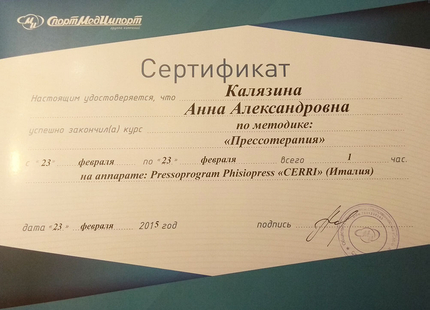 СпортМедИмпорт
Сертификат
Настоящим удостоверяется, что Калязина
Анна Александровна
успешно закончил(а) курс по методике:
«Прессотерапия»
с "23" февраля по "23" февраля всего 1 час.
на аппарате: Pressoprogram Phisiopress «CERRI» (Италия)
дата "23" февраля 2015 год подпись